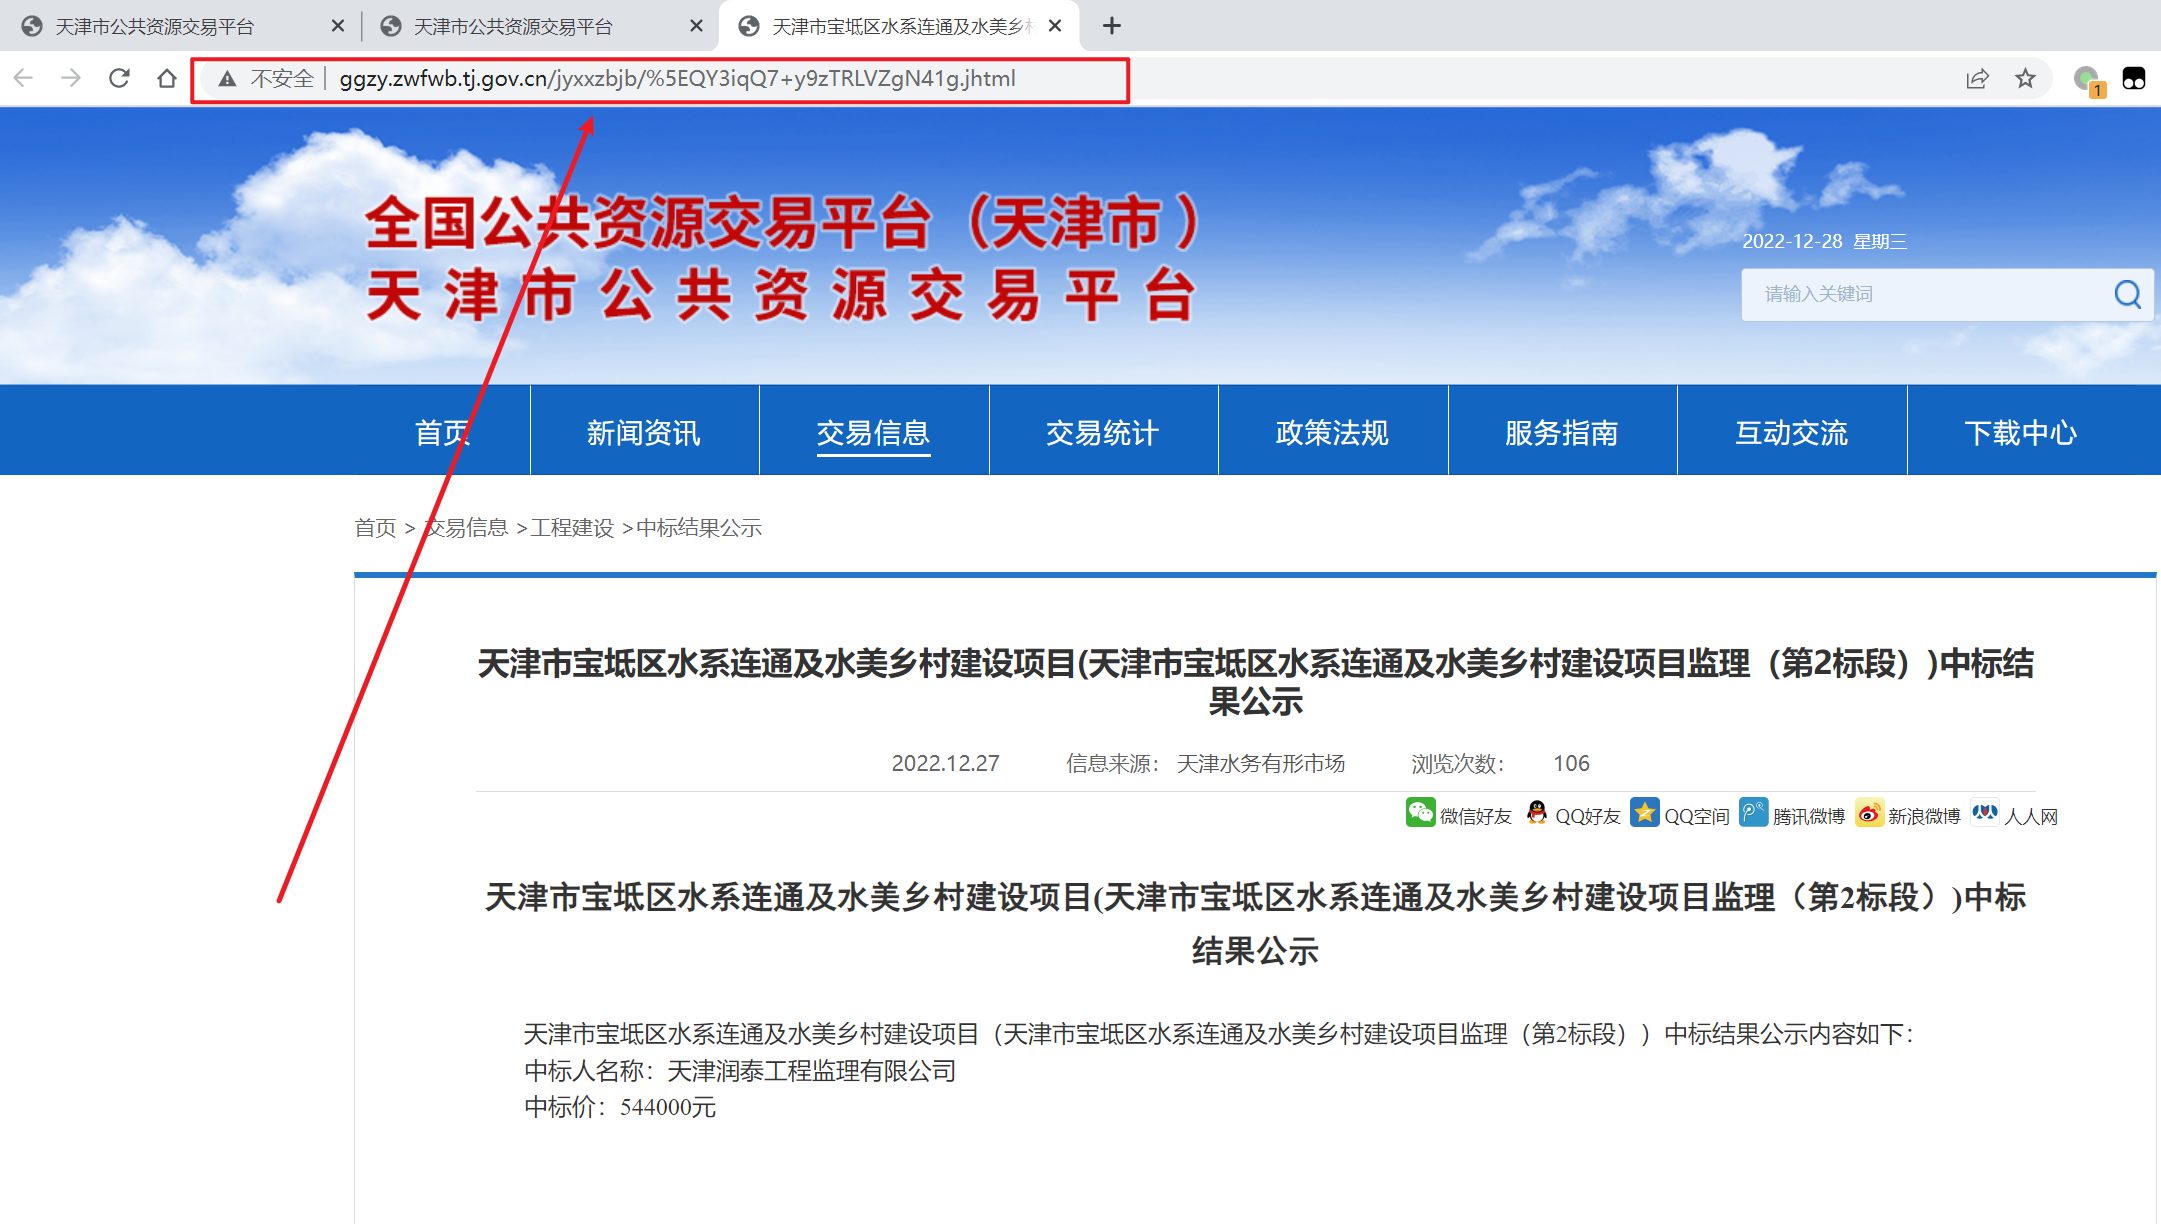 天津市公共资源交易平台
天津市公共资源交易平台
天津市宝坻区水系连通及水美乡
不安全 ggzy.zwfwb.tj.gov.cn/jyxxzbjb/%5EQY3iqQ7+y9zTRLVZgN41g.jhtml
1
全国公共资源交易平台（天津市）
天津市公共资源交易平台
2022-12-28 星期三
请输入关键词
首页 新闻资讯 交易信息 交易统计 政策法规 服务指南 互动交流 下载中心
首页 > 交易信息 >工程建设 >中标结果公示
天津市宝坻区水系连通及水美乡村建设项目(天津市宝坻区水系连通及水美乡村建设项目监理（第2标段）)中标结
果公示
2022.12.27 信息来源： 天津水务有形市场 浏览次数： 106
微信好友 QQ好友 QQ空间 腾讯微博 新浪微博 人人网
天津市宝坻区水系连通及水美乡村建设项目(天津市宝坻区水系连通及水美乡村建设项目监理（第2标段）)中标
结果公示
天津市宝坻区水系连通及水美乡村建设项目（天津市宝坻区水系连通及水美乡村建设项目监理（第2标段））中标结果公示内容如下：
中标人名称：天津润泰工程监理有限公司
中标价：544000元